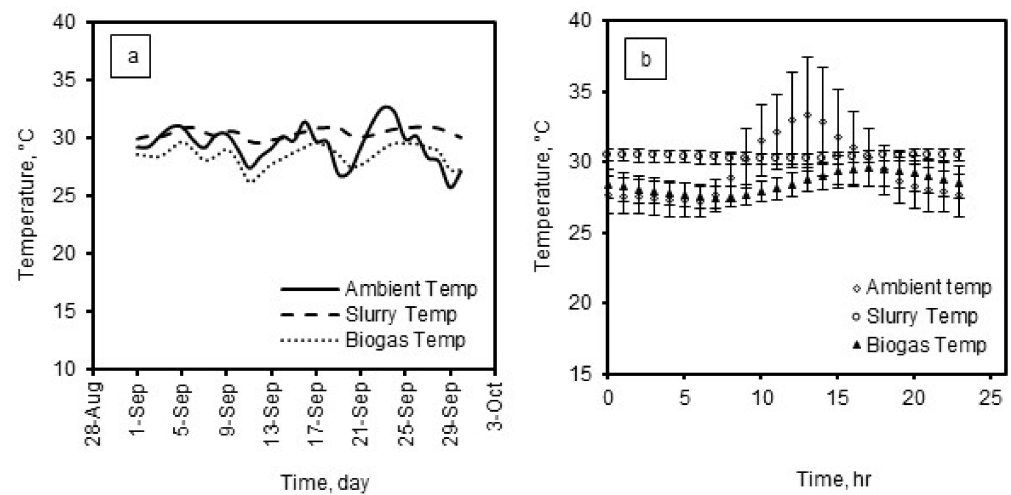 a
40
35
30
25
20
15
10
Temperature, °C
Ambient Temp
Slurry Temp
Biogas Temp
28-Aug
1-Sep
5-Sep
9-Sep
13-Sep
17-Sep
21-Sep
25-Sep
29-Sep
3-Oct
Time, day
b
40
35
30
25
20
15
Temperature, °C
Ambient temp
Slurry Temp
Biogas Temp
0
5
10
15
20
25
Time, hr